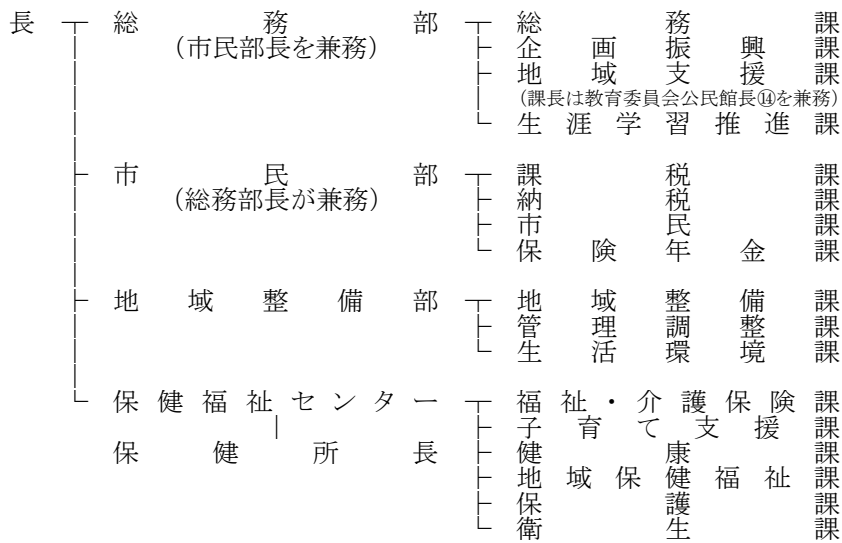 長 総務部 総務課
(市民部長を兼務) 企画振興課
地域支援課
(課長は教育委員会公民館長⑭を兼務)
生涯学習推進課
市民部 課税課
(総務部長が兼務) 納税課
市民課
保険年金課
地域整備部 地域整備課
管理調整課
生活環境課
保健福祉センター 福祉・介護保険課
子育て支援課
保健所長 健康課
地域保健福祉課
保護課
衛生課